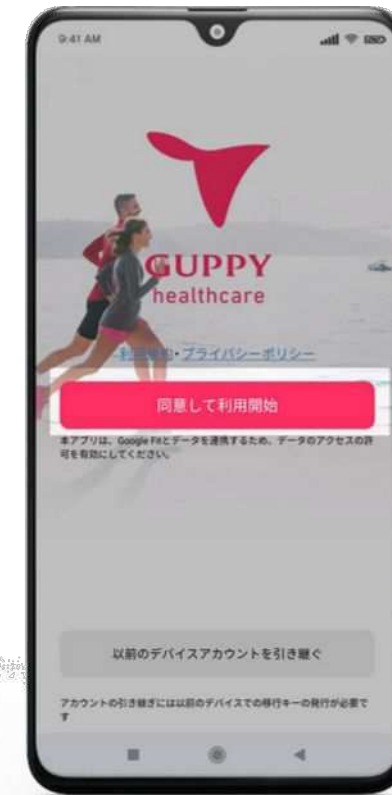 9:41 AM
GUPPY
healthcare
利用規約・プライバシーポリシー
同意して利用開始
本アプリは、Google Fitとデータを連携するため、データのアクセスの許
可を有効にしてください。
以前のデバイスアカウントを引き継ぐ
アカウントの引き継ぎには以前のデバイスでの移行キーの発行が必要で
す